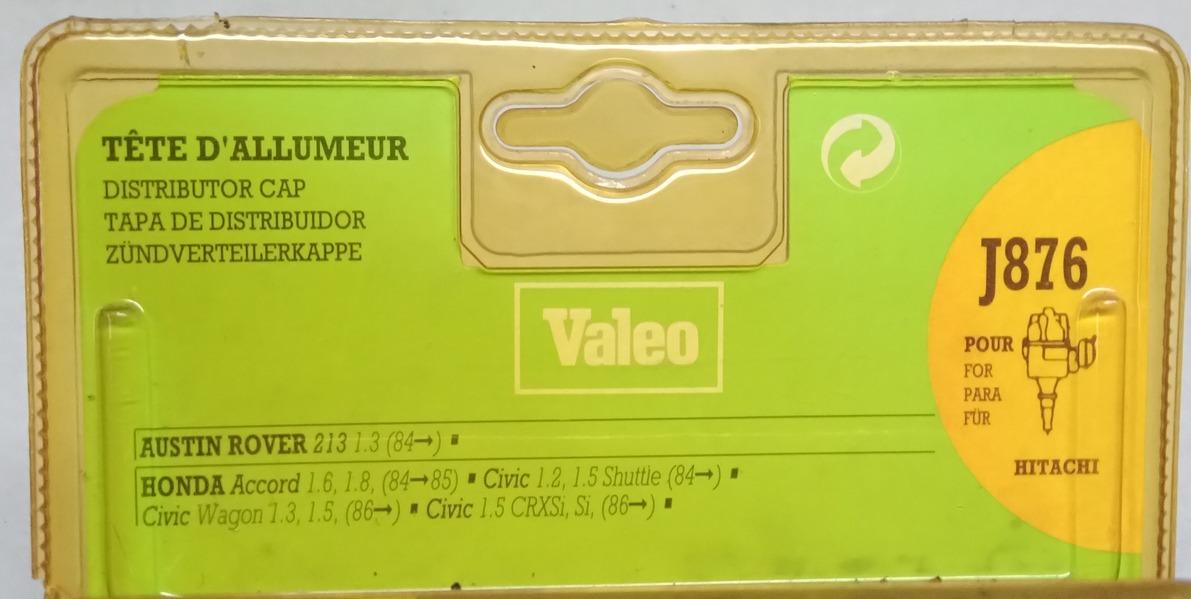 TÊTE D'ALLUMEUR
DISTRIBUTOR CAP
TAPA DE DISTRIBUIDOR
ZÜNDVERTEILERKAPPE
Valeo
J876
POUR
FOR
PARA
FÜR
HITACHI
AUSTIN ROVER 213 1.3 (84→) ▪
HONDA Accord 1.6, 1.8, (84→85) ▪ Civic 1.2, 1.5 Shuttle (84→) ▪
Civic Wagon 1.3, 1.5, (86→) ▪ Civic 1.5 CRXSi, Si, (86→) ▪